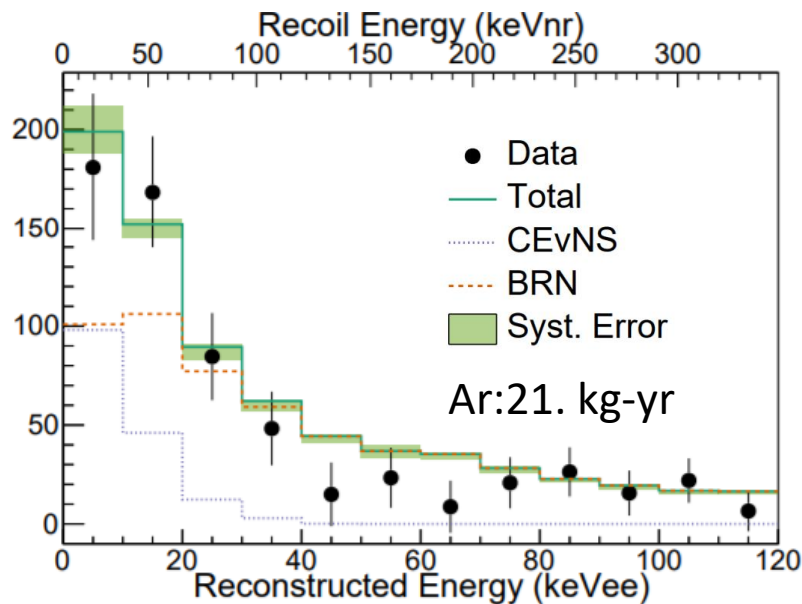 Recoil Energy (keVnr)
0 50 100 150 200 250 300
200
150
100
50
0
Data
Total
CEvNS
BRN
Syst. Error
Ar:21. kg-yr
0 20 40 60 80 100 120
Reconstructed Energy (keVee)